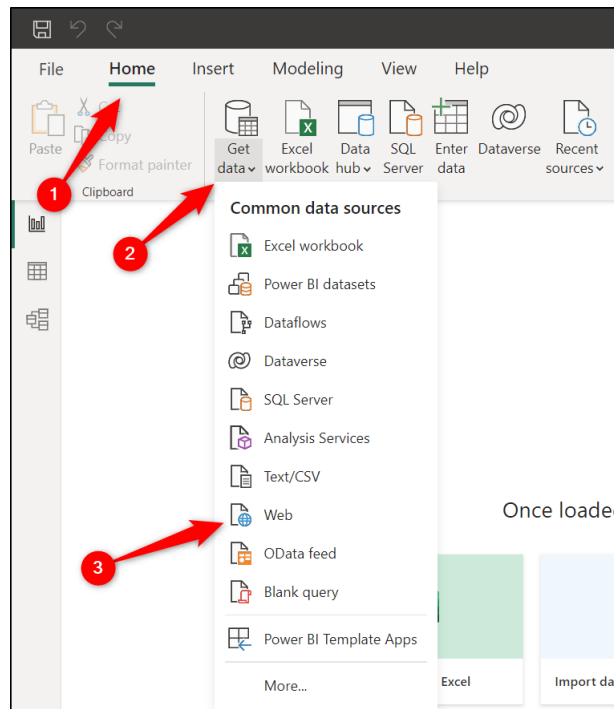 File Home Insert Modeling View Help
Paste
Copy
Format painter
Clipboard
Get data
Excel workbook
Data hub
SQL Server
Enter data
Dataverse
Recent sources
1
2
Common data sources
Excel workbook
Power BI datasets
Dataflows
Dataverse
SQL Server
Analysis Services
Text/CSV
Web
3
OData feed
Blank query
Power BI Template Apps
More...
Once loaded
Excel
Import da